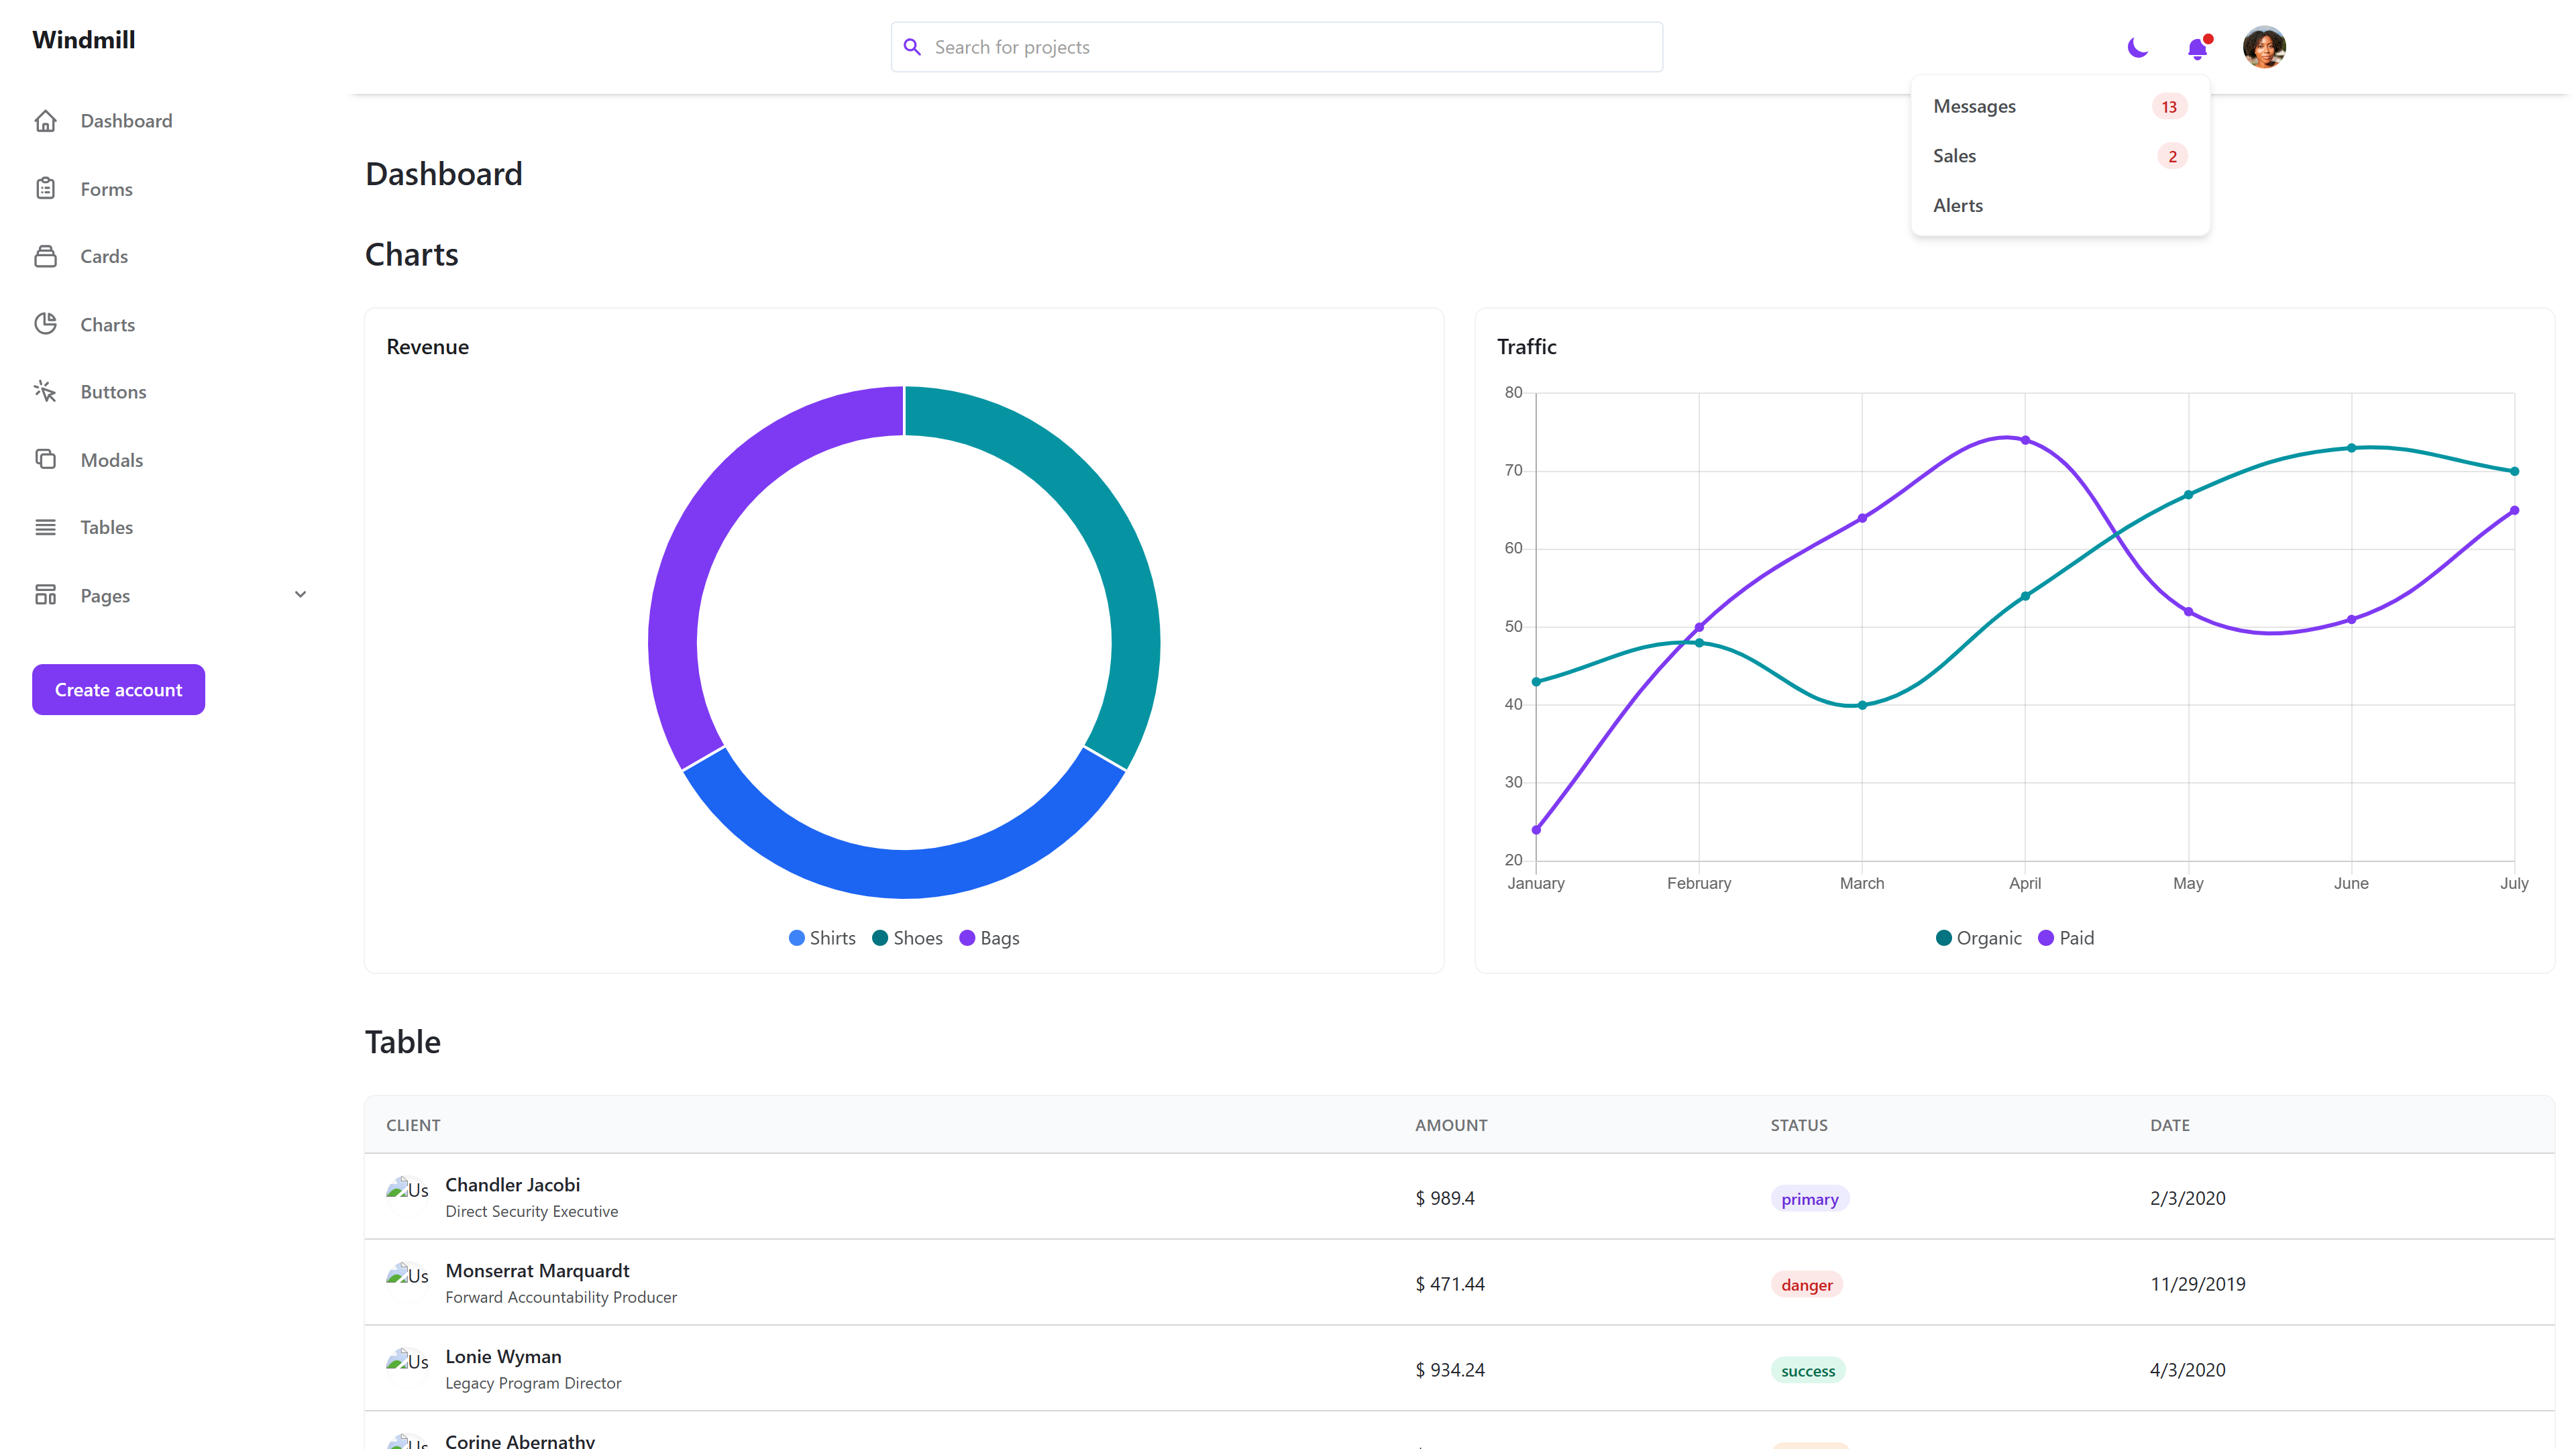 Windmill
Search for projects
Messages 13
Sales 2
Alerts
Dashboard
Forms
Cards
Charts
Buttons
Modals
Tables
Pages
Create account
Dashboard
Charts
Revenue
Shirts Shoes Bags
Traffic
80
70
60
50
40
30
20
January February March April May June July
Organic Paid
Table
CLIENT AMOUNT STATUS DATE
Us Chandler Jacobi $ 989.4 primary 2/3/2020
Direct Security Executive
Us Monserrat Marquardt $ 471.44 danger 11/29/2019
Forward Accountability Producer
Us Lonie Wyman $ 934.24 success 4/3/2020
Legacy Program Director
Us Corine Abernathy